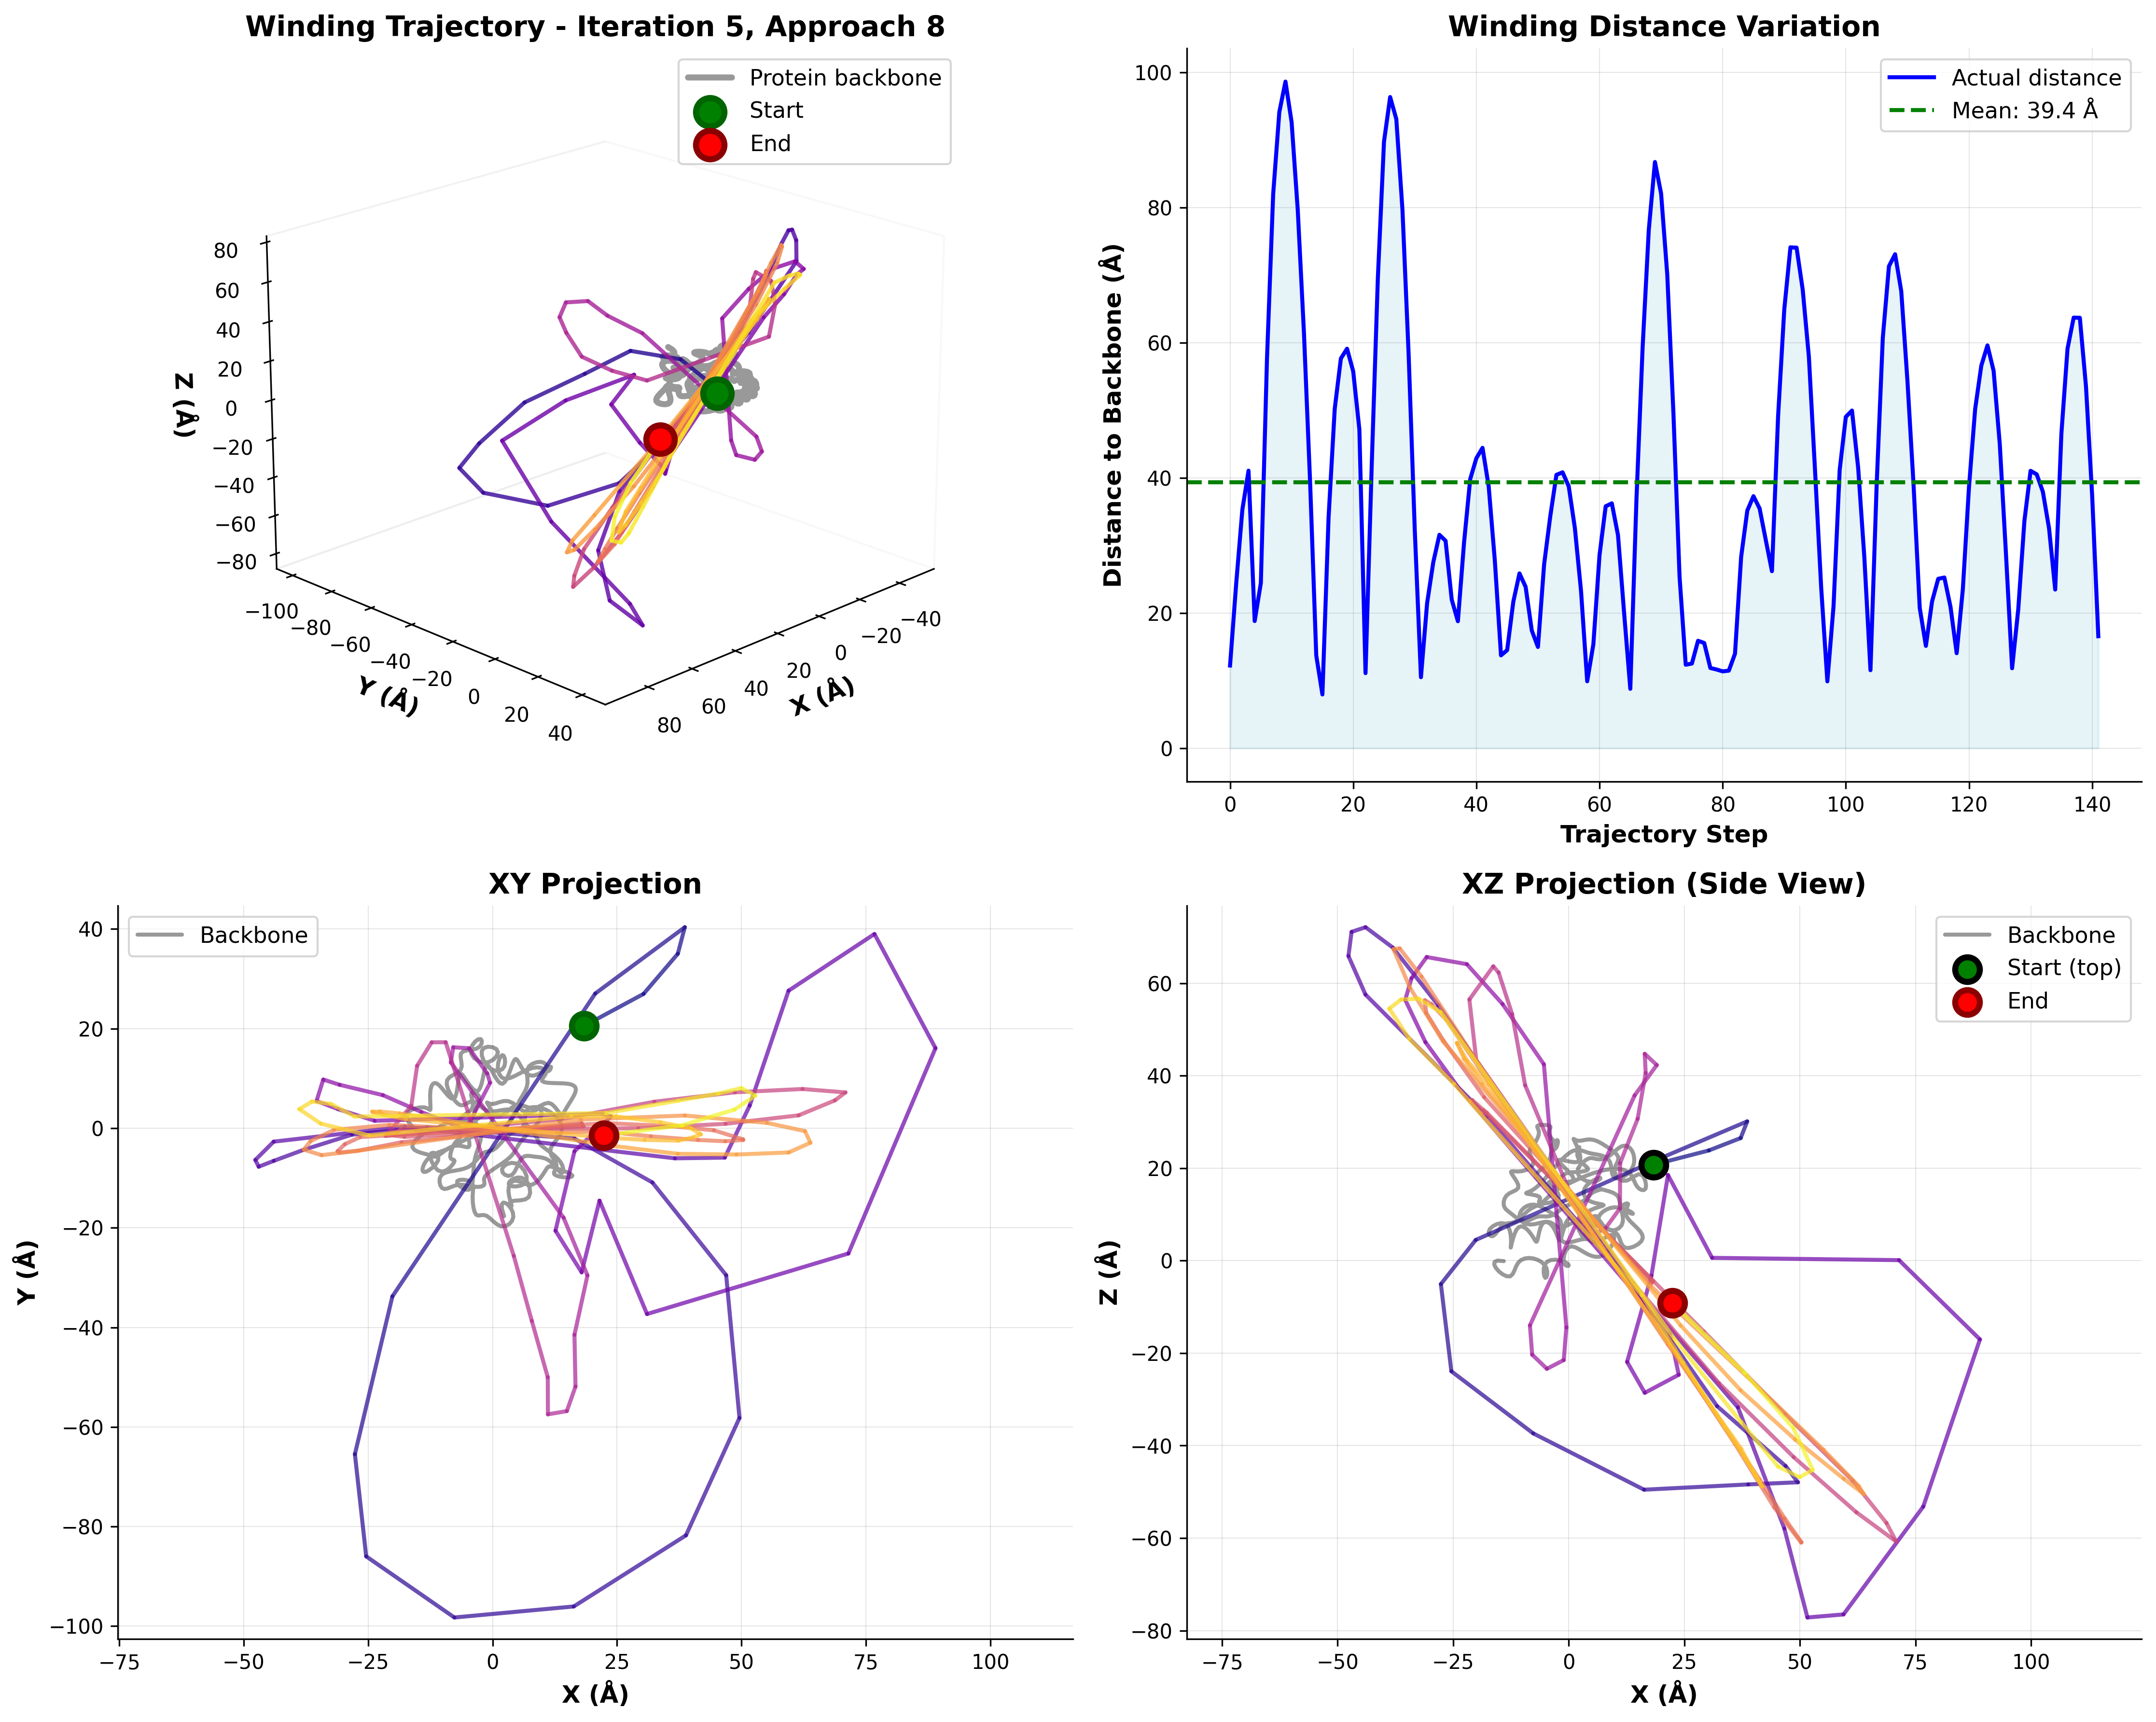 Winding Trajectory - Iteration 5, Approach 8
Protein backbone
Start
End
80
60
40
20
0
−20
−40
−60
−80
Z (Å)
−100
−80
−60
−40
−20
0
20
40
Y (Å)
80
60
40
20
0
−20
−40
X (Å)
Winding Distance Variation
Actual distance
Mean: 39.4 Å
100
80
60
40
20
0
Distance to Backbone (Å)
0 20 40 60 80 100 120 140
Trajectory Step
XY Projection
Backbone
40
20
0
−20
−40
−60
−80
−100
Y (Å)
−75 −50 −25 0 25 50 75 100
X (Å)
XZ Projection (Side View)
Backbone
Start (top)
End
60
40
20
0
−20
−40
−60
−80
Z (Å)
−75 −50 −25 0 25 50 75 100
X (Å)